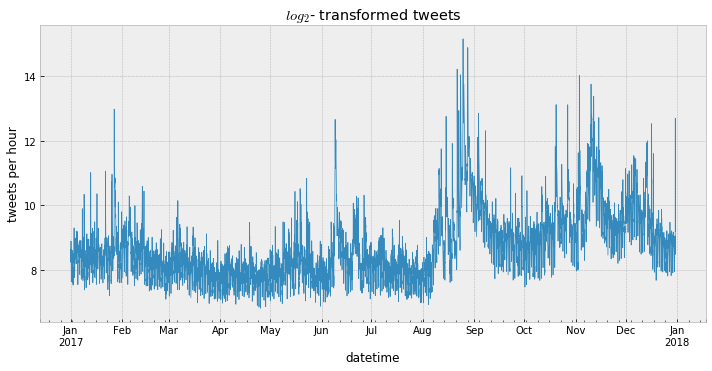 log2- transformed tweets
tweets per hour
14
12
10
8
Jan Feb Mar Apr May Jun Jul Aug Sep Oct Nov Dec Jan
2017 2018
datetime